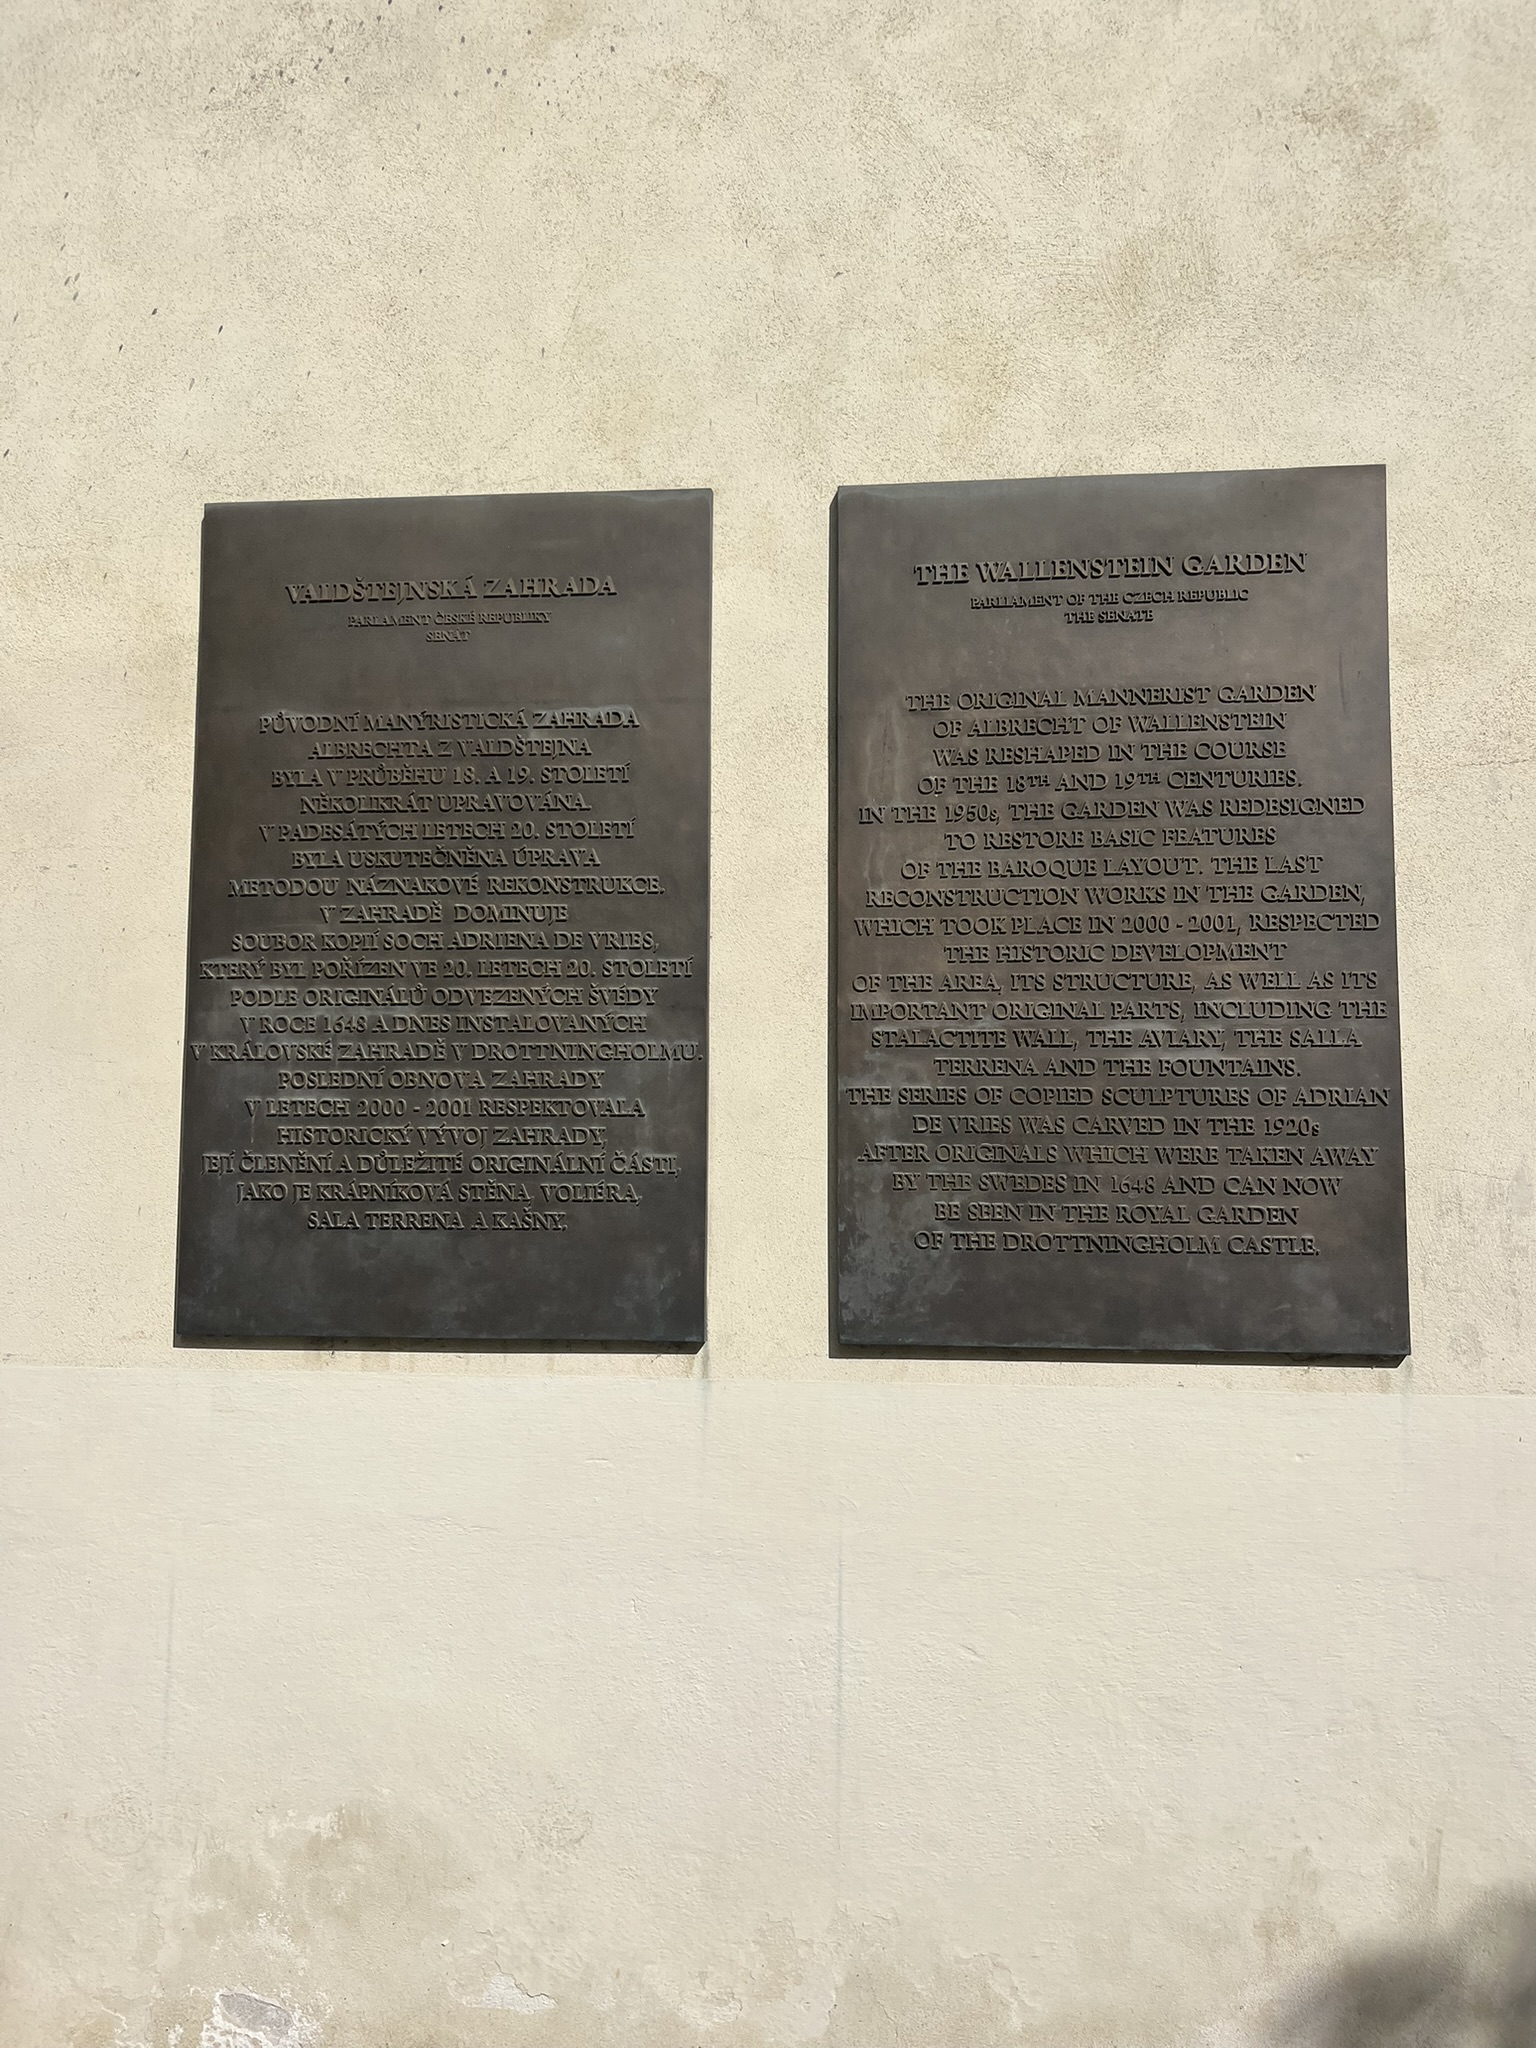 VALDŠTEJNSKÁ ZAHRADA
PARLAMENT ČESKÉ REPUBLIKY
SENÁT
PŮVODNÍ MANÝRISTICKÁ ZAHRADA
ALBRECHTA Z VALDŠTEJNA
BYLA V PRŮBĚHU 18. A 19. STOLETÍ
NĚKOLIKRÁT UPRAVOVÁNA.
V PADESÁTÝCH LETECH 20. STOLETÍ
BYLA USKUTEČNĚNA ÚPRAVA
METODOU NÁZNAKOVÉ REKONSTRUKCE.
V ZAHRADĚ DOMINUJE
SOUBOR KOPIÍ SOCH ADRIENA DE VRIES,
KTERÝ BYL POŘÍZEN VE 20. LETECH 20. STOLETÍ
PODLE ORIGINÁLŮ ODVEZENÝCH ŠVÉDY
V ROCE 1648 A DNES INSTALOVANÝCH
V KRÁLOVSKÉ ZAHRADĚ V DROTTNINGHOLMU.
POSLEDNÍ OBNOVA ZAHRADY
V LETECH 2000 - 2001 RESPEKTOVALA
HISTORICKÝ VÝVOJ ZAHRADY,
JEJÍ ČLENĚNÍ A DŮLEŽITÉ ORIGINÁLNÍ ČÁSTI,
JAKO JE KRÁPNÍKOVÁ STĚNA, VOLIÉRA,
SALA TERRENA A KAŠNY.
THE WALLENSTEIN GARDEN
PARLIAMENT OF THE CZECH REPUBLIC
THE SENATE
THE ORIGINAL MANNERIST GARDEN
OF ALBRECHT OF WALLENSTEIN
WAS RESHAPED IN THE COURSE
OF THE 18TH AND 19TH CENTURIES.
IN THE 1950s, THE GARDEN WAS REDESIGNED
TO RESTORE BASIC FEATURES
OF THE BAROQUE LAYOUT. THE LAST
RECONSTRUCTION WORKS IN THE GARDEN,
WHICH TOOK PLACE IN 2000 - 2001, RESPECTED
THE HISTORIC DEVELOPMENT
OF THE AREA, ITS STRUCTURE, AS WELL AS ITS
IMPORTANT ORIGINAL PARTS, INCLUDING THE
STALACTITE WALL, THE AVIARY, THE SALLA
TERRENA AND THE FOUNTAINS.
THE SERIES OF COPIED SCULPTURES OF ADRIAN
DE VRIES WAS CARVED IN THE 1920s
AFTER ORIGINALS WHICH WERE TAKEN AWAY
BY THE SWEDES IN 1648 AND CAN NOW
BE SEEN IN THE ROYAL GARDEN
OF THE DROTTNINGHOLM CASTLE.